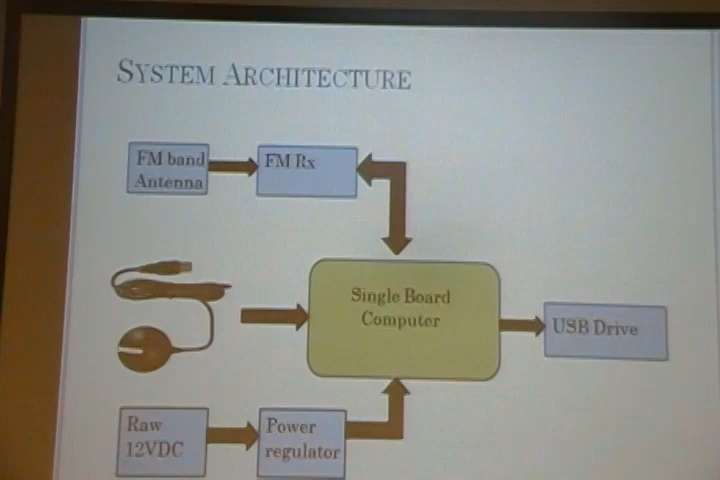 SYSTEM ARCHITECTURE
FM band
Antenna
FM Rx
Single Board
Computer
USB Drive
Raw
12VDC
Power
regulator